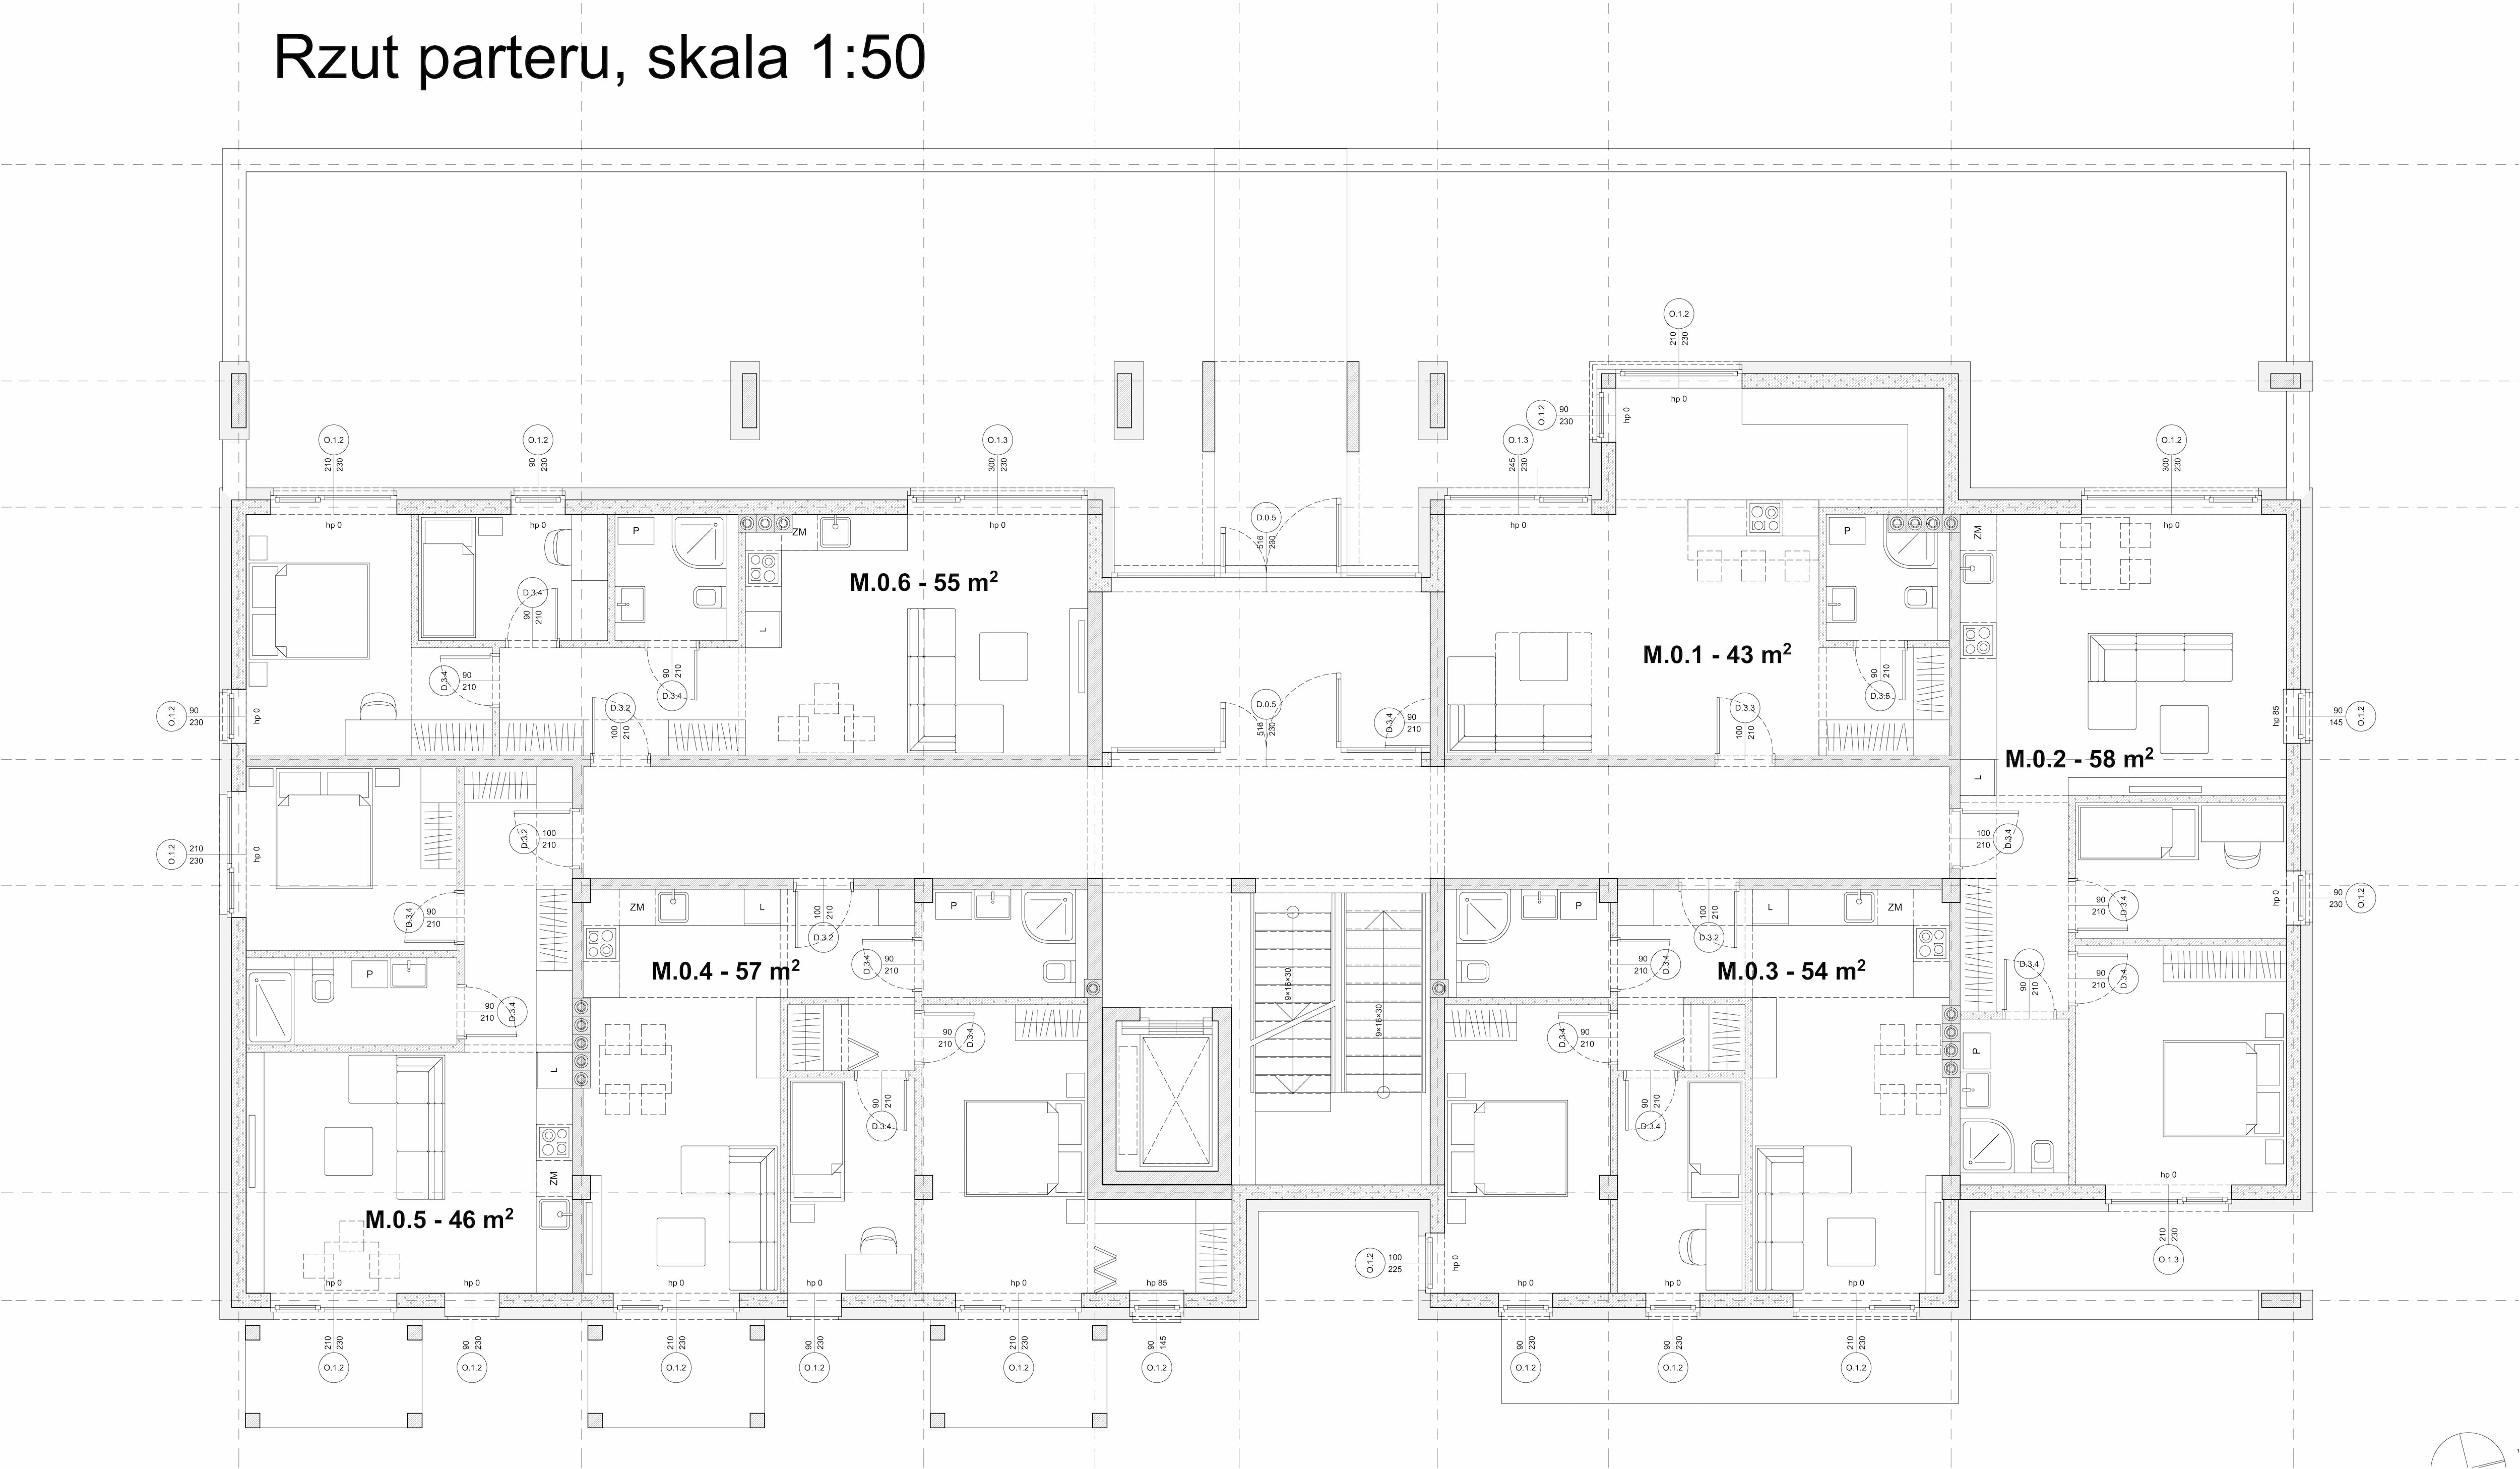 Rzut parteru, skala 1:50
O.1.2
210
230
hp 0
O.1.2
90
230
hp 0
O.1.2
210
230
hp 0
O.1.2
90
230
hp 0
O.1.3
300
230
hp 0
O.1.3
245
230
hp 0
O.1.2
300
230
hp 0
P
ZM
L
D.3.4
90
210
M.0.6 - 55 m²
D.3.4
90
210
D.3.4
90
210
D.3.2
100
210
D.0.5
516
230
D.0.5
516
230
D.3.4
90
210
M.0.1 - 43 m²
P
D.3.3
100
210
D.3.5
90
210
ZM
L
M.0.2 - 58 m²
O.1.2
90
230
hp 0
hp 85
90
145
O.1.2
O.1.2
210
230
hp 0
D.3.2
100
210
100
210
D.3.4
hp 0
90
230
O.1.2
D.3.4
90
210
P
90
210
D.3.4
L
ZM
M.0.5 - 46 m²
ZM
L
100
210
D.3.2
P
D.3.4
90
210
M.0.4 - 57 m²
90
210
D.3.4
90
210
D.3.4
9×16×30
9×16×30
P
100
210
D.3.2
L
ZM
90
210
D.3.4
M.0.3 - 54 m²
D.3.4
90
210
90
210
D.3.4
90
210
D.3.4
90
210
D.3.4
D.3.4
90
210
P
hp 0
210
230
O.1.3
O.1.2
100
225
hp 0
hp 0
hp 0
hp 0
hp 0
hp 0
hp 85
hp 0
hp 0
hp 0
210
230
O.1.2
90
230
O.1.2
210
230
O.1.2
90
230
O.1.2
210
230
O.1.2
90
145
O.1.2
90
230
O.1.2
90
230
O.1.2
210
230
O.1.2